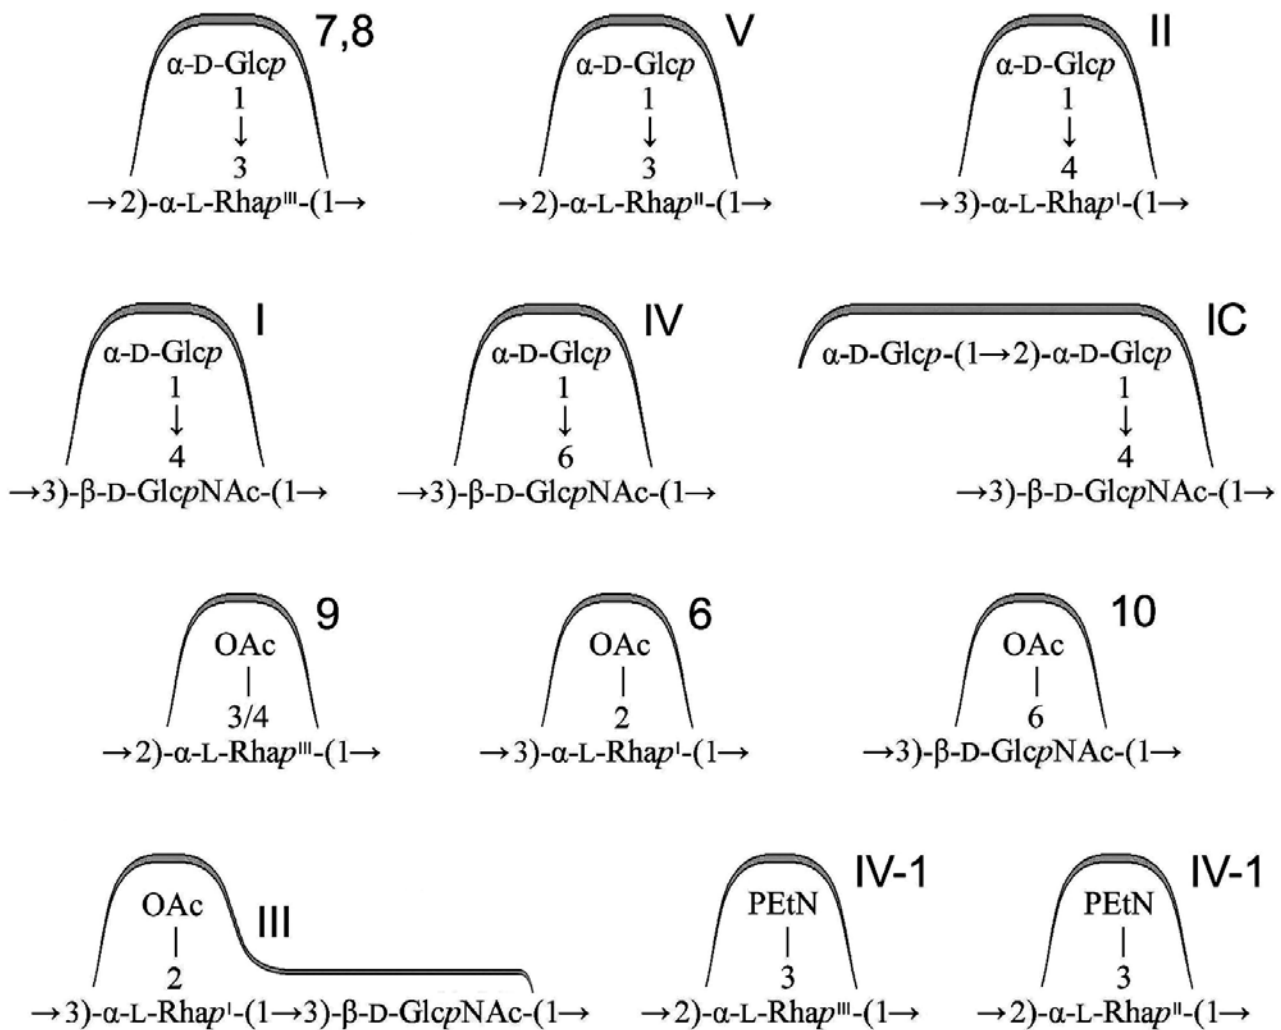 7,8 V II
α-D-Glcp α-D-Glcp α-D-Glcp
1 1 1
↓ ↓ ↓
3 3 4
→2)-α-L-Rhapᴵᴵᴵ-(1→ →2)-α-L-Rhapᴵᴵ-(1→ →3)-α-L-Rhapᴵ-(1→
I IV IC
α-D-Glcp α-D-Glcp α-D-Glcp-(1→2)-α-D-Glcp
1 1 1
↓ ↓ ↓
4 6 4
→3)-β-D-GlcpNAc-(1→ →3)-β-D-GlcpNAc-(1→ →3)-β-D-GlcpNAc-(1→
9 6 10
OAc OAc OAc
3/4 2 6
→2)-α-L-Rhapᴵᴵᴵ-(1→ →3)-α-L-Rhapᴵ-(1→ →3)-β-D-GlcpNAc-(1→
III IV-1 IV-1
OAc PEtN PEtN
2 3 3
→3)-α-L-Rhapᴵ-(1→3)-β-D-GlcpNAc-(1→ →2)-α-L-Rhapᴵᴵᴵ-(1→ →2)-α-L-Rhapᴵᴵ-(1→